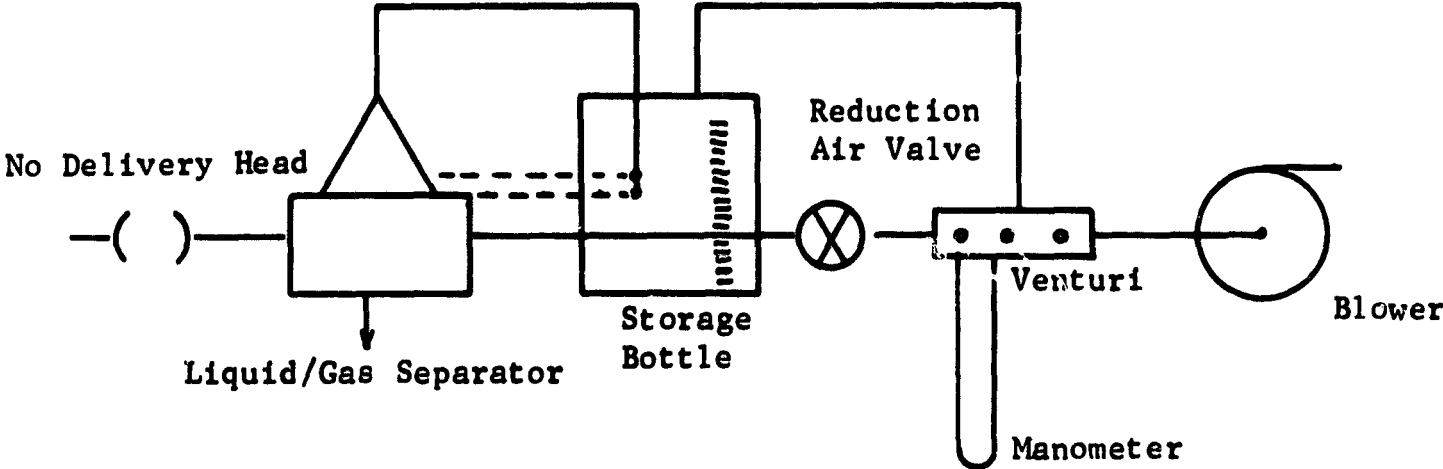 No Delivery Head
Reduction
Air Valve
Venturi
Blower
Storage
Bottle
Liquid/Gas Separator
Manometer